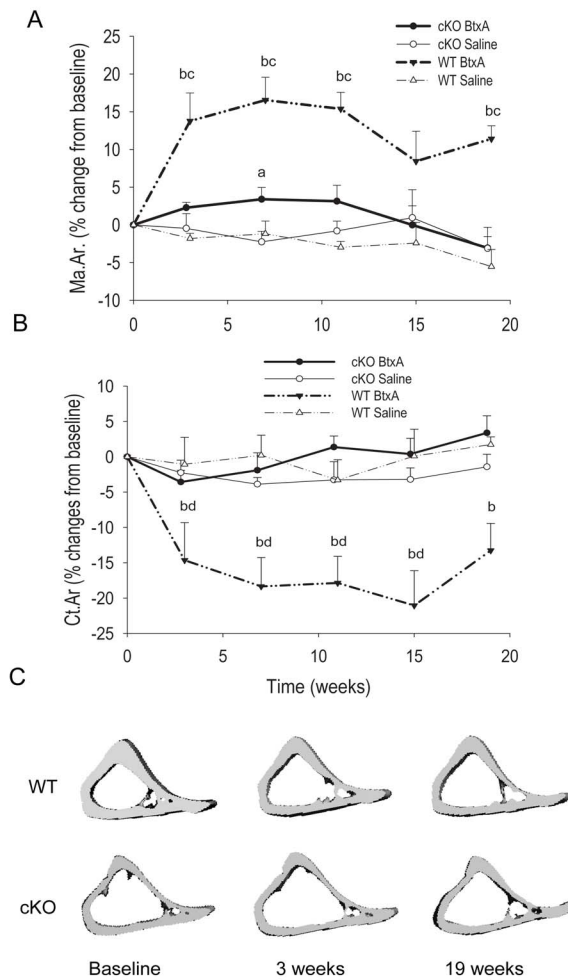 A
cKO BtxA
cKO Saline
WT BtxA
WT Saline
25
20
15
10
5
0
-5
-10
Ma.Ar. (% change from baseline)
bc
bc
bc
bc
a
0
5
10
15
20
B
cKO BtxA
cKO Saline
WT BtxA
WT Saline
10
5
0
-5
-10
-15
-20
-25
Ct.Ar (% changes from baseline)
bd
bd
bd
bd
b
0
5
10
15
20
Time (weeks)
C
WT
cKO
Baseline
3 weeks
19 weeks